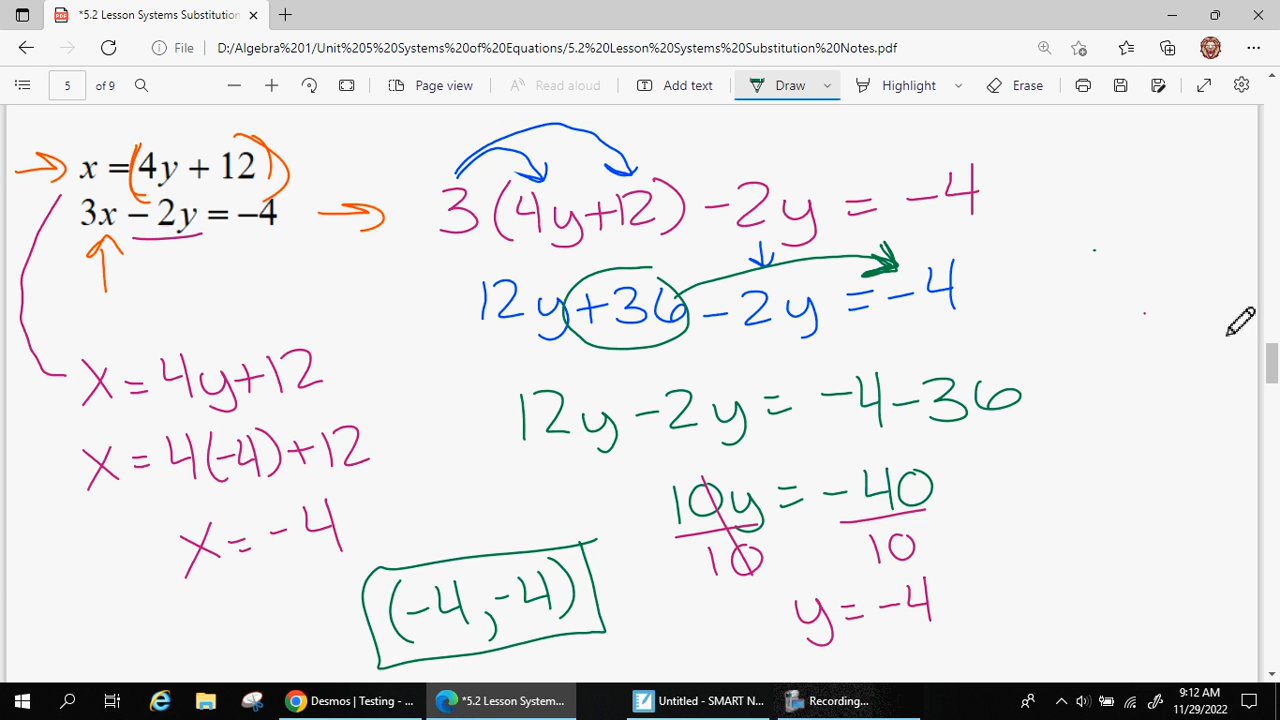 *5.2 Lesson Systems Substitution
File D:/Algebra%201/Unit%205%20Systems%20of%20Equations/5.2%20Lesson%20Systems%20Substitution%20Notes.pdf
5 of 9 Page view Read aloud Add text Draw Highlight Erase
x = 4y + 12
3x − 2y = −4
3(4y+12) −2y = −4
12y+36 −2y = −4
12y −2y = −4−36
10y = −40
10 10
y = −4
x = 4y+12
x = 4(−4)+12
x = −4
(−4, −4)
Desmos | Testing - ... *5.2 Lesson System... Untitled - SMART N... Recording... 9:12 AM
11/29/2022